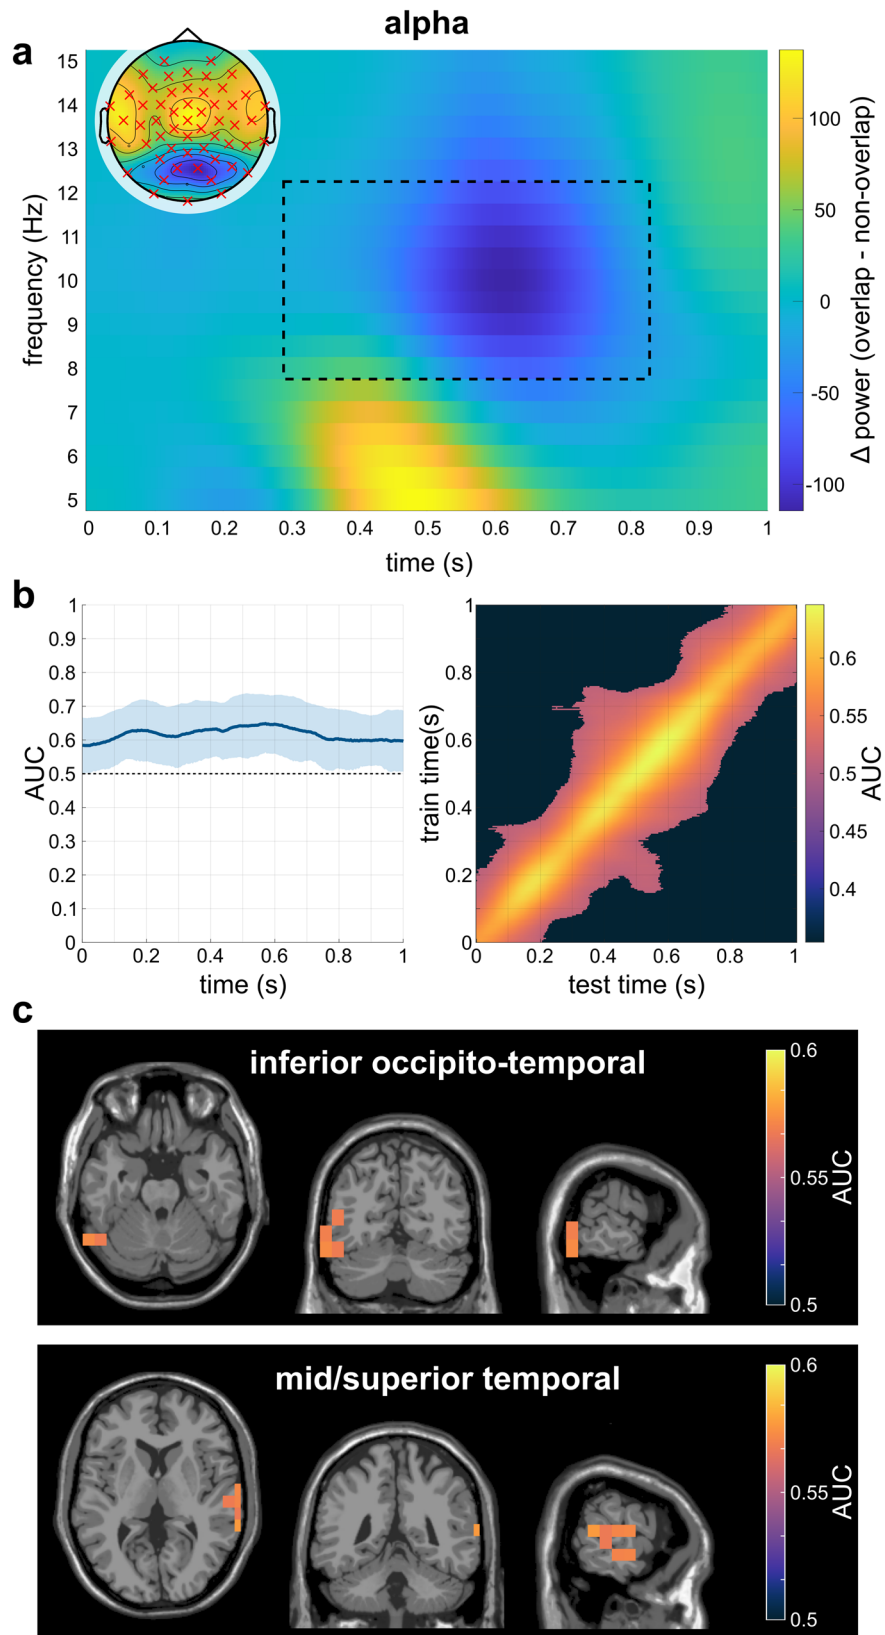 alpha
a
15
14
13
12
11
10
9
8
7
6
5
frequency (Hz)
0 0.1 0.2 0.3 0.4 0.5 0.6 0.7 0.8 0.9 1
time (s)
100
50
0
-50
-100
Δ power (overlap - non-overlap)
b
1
0.9
0.8
0.7
0.6
0.5
0.4
0.3
0.2
0.1
0
AUC
0 0.2 0.4 0.6 0.8 1
time (s)
1
0.8
0.6
0.4
0.2
0
train time(s)
0 0.2 0.4 0.6 0.8 1
test time (s)
0.6
0.55
0.5
0.45
0.4
AUC
c
inferior occipito-temporal
0.6
0.55
0.5
AUC
mid/superior temporal
0.6
0.55
0.5
AUC